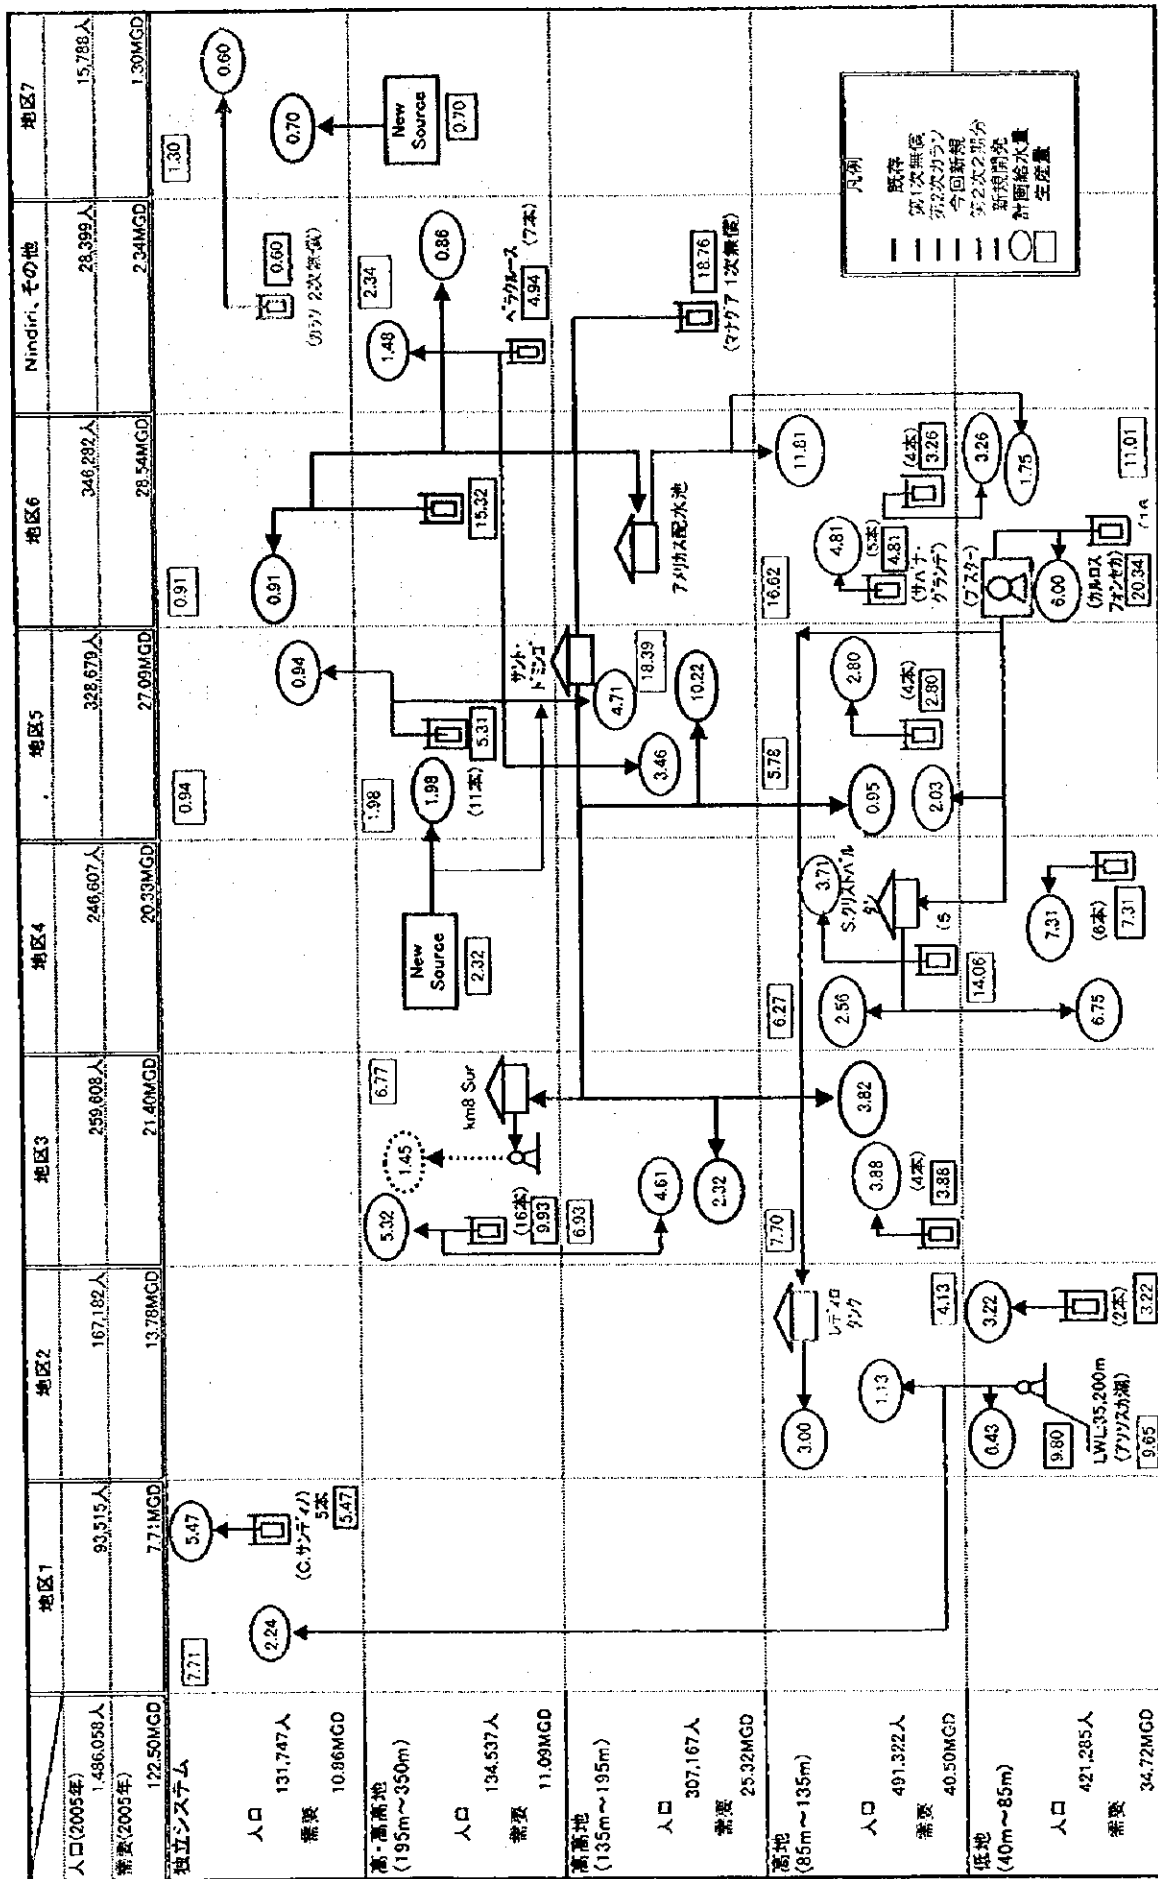 地区1
地区2
地区3
地区4
地区5
地区6
Nindiri、その他
地区7
人口(2005年)
1,486,058人
93,515人
167,182人
259,608人
246,607人
328,679人
346,282人
28,399人
15,788人
需要(2005年)
122.50MGD
7.71MGD
13.78MGD
21.40MGD
20.33MGD
27.09MGD
28.54MGD
2.34MGD
1.30MGD
独立システム
人口
131,747人
需要
10.86MGD
7.71
2.24
5.47
(C.サンディノ)
5本
5.47
0.94
0.94
0.91
0.91
0.60
(カラソ 2次無償)
1.30
0.60
0.70
New
Source
0.70
高・高高地
(195m～350m)
人口
134,537人
需要
11.09MGD
5.32
(16本)
9.93
1.45
6.77
km8 Sur
New
Source
2.32
1.98
1.98
(11本)
5.31
15.32
2.34
1.48
0.86
ベラクルース
(7本)
4.94
高高地
(135m～195m)
人口
307,167人
需要
25.32MGD
6.93
4.61
2.32
サント・
ドミンゴ
3.46
4.71
18.39
10.22
アメリカス配水池
18.76
(マナグア 1次無償)
高地
(85m～135m)
人口
491,322人
需要
40.50MGD
3.00
レディロ
タンク
1.13
4.13
7.70
3.82
3.88
(4本)
3.88
6.27
3.71
S.クリストバル
タン
(5
2.56
14.06
5.78
0.95
2.03
2.80
(4本)
2.80
16.62
11.81
4.81
(5本)
4.81
(サバナ・
グランデ)
(4本)
3.26
低地
(40m～85m)
人口
421,285人
需要
34.72MGD
6.43
9.80
LWL:35,200m
(アソソスカ湖)
9.65
3.22
(2本)
3.22
6.75
7.31
(6本)
7.31
(ブスター)
6.00
(カルロス
フォンセカ)
20.34
3.26
1.75
11.01
凡例
既存
第1次無償
第2次カラソ
今回新規
第2次2期分
新規開発
計画給水量
生産量